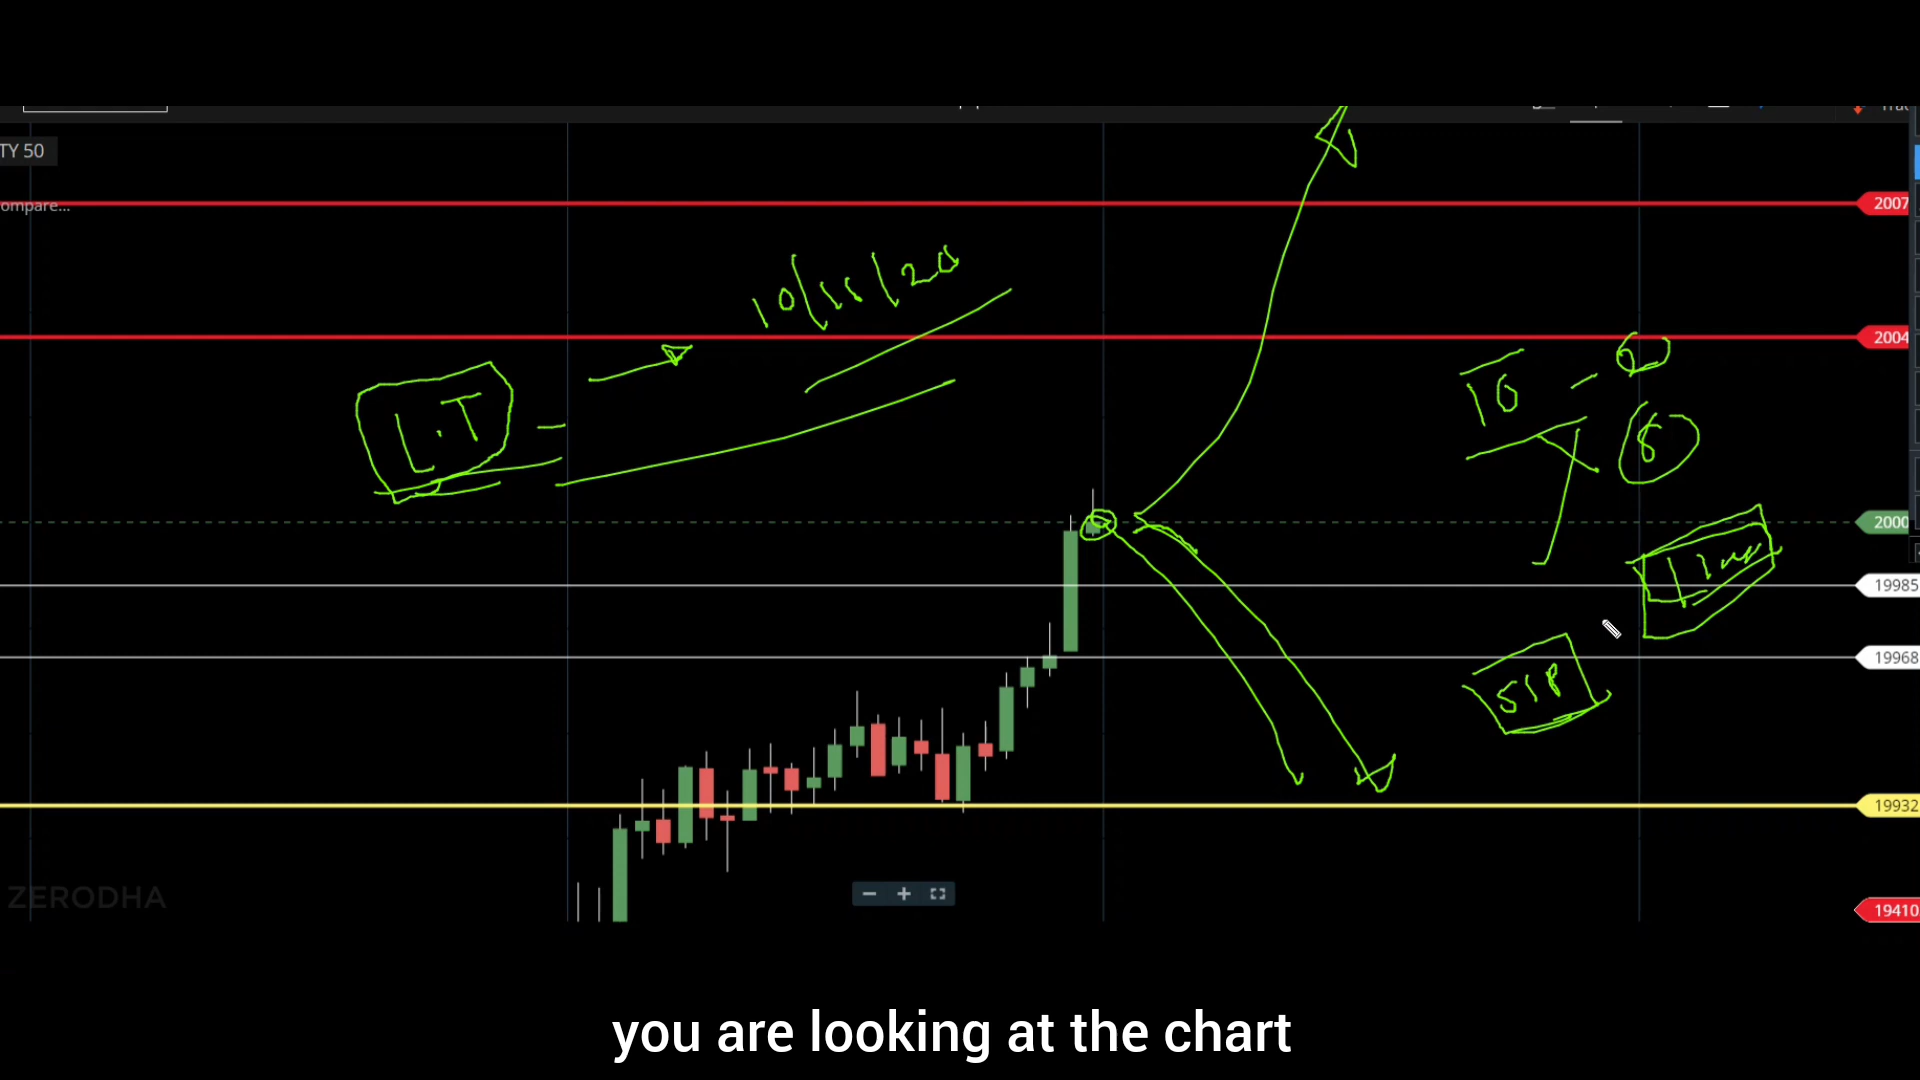 TY 50
2007
ompare...
10/11/20
2004
L.T
10 - 2
8
2000
19985
19968
SIP
19932
ZERODHA
19410
you are looking at the chart